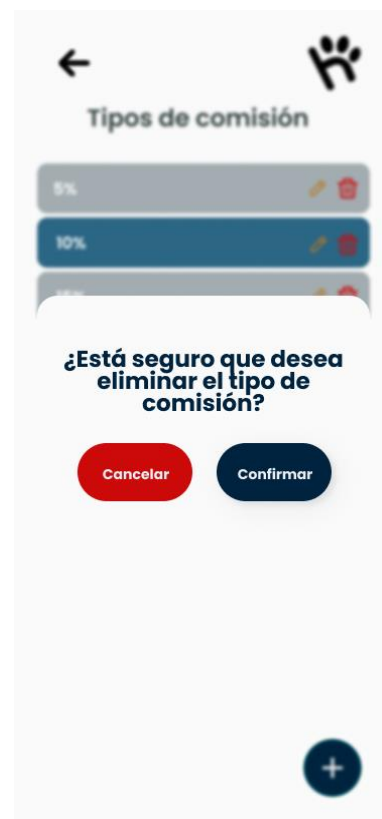 Tipos de comisión
5%
10%
¿Está seguro que desea
eliminar el tipo de
comisión?
Cancelar Confirmar